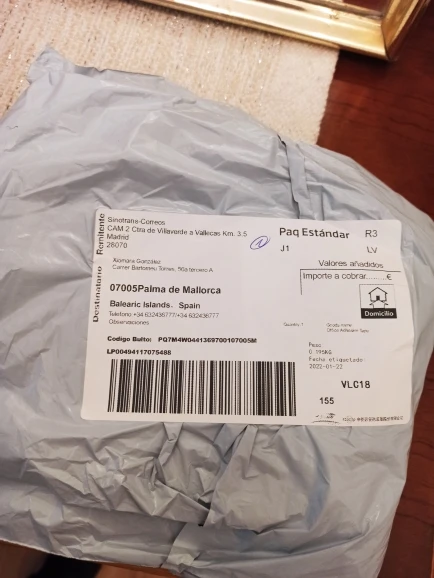 Remitente
Sinotrans-Correos
CAM 2 Ctra de Villaverde a Vallecas Km. 3.5
Madrid
28070
Paq Estándar R3
J1 LV
Valores añadidos
Importe a cobrar........€
Domicilio
Destinatario
Xiomara González
07005Palma de Mallorca
Balearic Islands. Spain
Telefono:+34 632436777/+34 632436777
Observaciones
Codigo Bulto: PQ7M4W0441369700107005M
LP00494117075488
Peso
0.195KG
Fecha etiquetado:
2022-01-23
VLC18
155